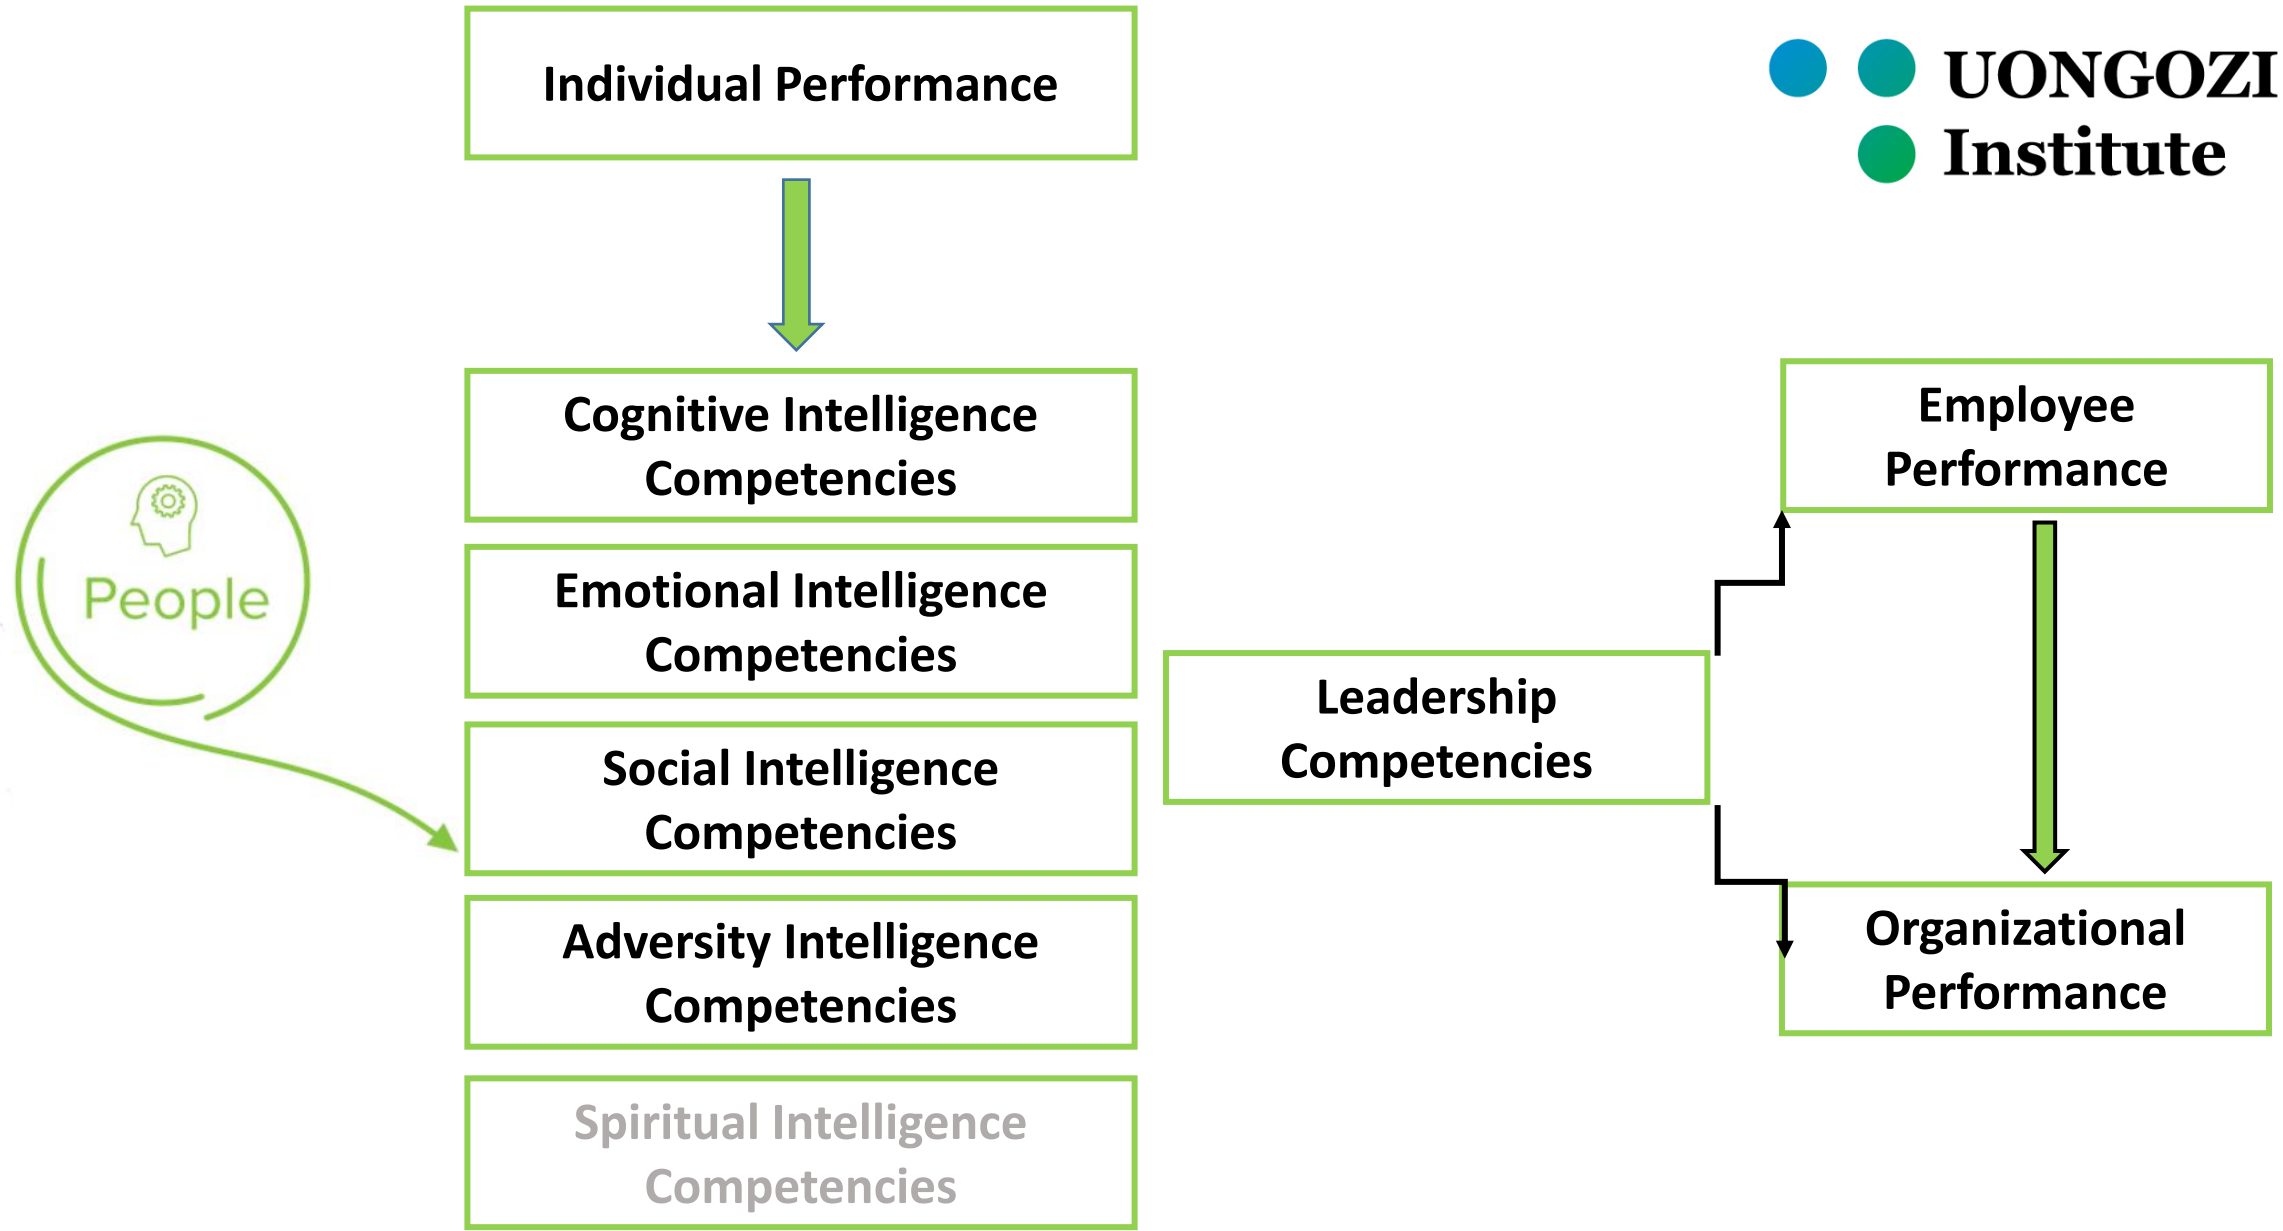 Individual Performance
UONGOZI
Institute
Cognitive Intelligence
Competencies
Emotional Intelligence
Competencies
Social Intelligence
Competencies
Adversity Intelligence
Competencies
Spiritual Intelligence
Competencies
People
Leadership
Competencies
Employee
Performance
Organizational
Performance